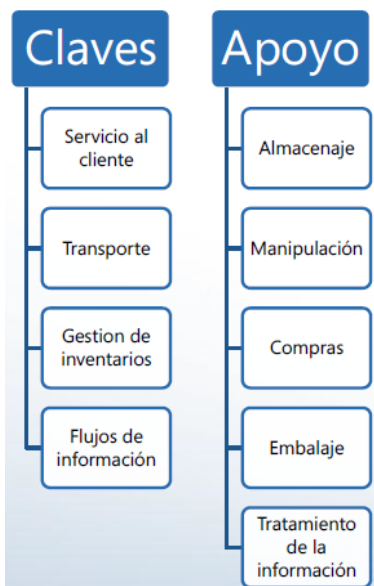 Claves
Servicio al
cliente
Transporte
Gestion de
inventarios
Flujos de
información
Apoyo
Almacenaje
Manipulación
Compras
Embalaje
Tratamiento
de la
información